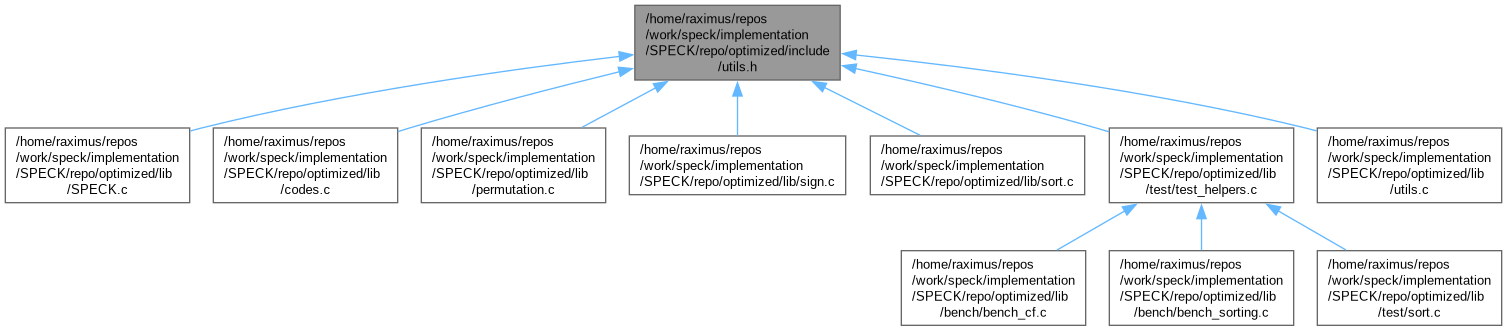 /home/raximus/repos
/work/speck/implementation
/SPECK/repo/optimized/include
/utils.h
/home/raximus/repos
/work/speck/implementation
/SPECK/repo/optimized/lib
/SPECK.c
/home/raximus/repos
/work/speck/implementation
/SPECK/repo/optimized/lib
/codes.c
/home/raximus/repos
/work/speck/implementation
/SPECK/repo/optimized/lib
/permutation.c
/home/raximus/repos
/work/speck/implementation
/SPECK/repo/optimized/lib/sign.c
/home/raximus/repos
/work/speck/implementation
/SPECK/repo/optimized/lib/sort.c
/home/raximus/repos
/work/speck/implementation
/SPECK/repo/optimized/lib
/test/test_helpers.c
/home/raximus/repos
/work/speck/implementation
/SPECK/repo/optimized/lib
/utils.c
/home/raximus/repos
/work/speck/implementation
/SPECK/repo/optimized/lib
/bench/bench_cf.c
/home/raximus/repos
/work/speck/implementation
/SPECK/repo/optimized/lib
/bench/bench_sorting.c
/home/raximus/repos
/work/speck/implementation
/SPECK/repo/optimized/lib
/test/sort.c